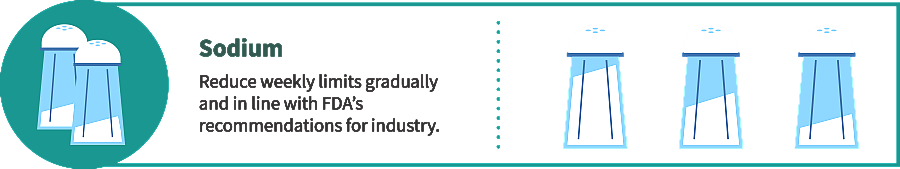 Sodium
Reduce weekly limits gradually
and in line with FDA's
recommendations for industry.